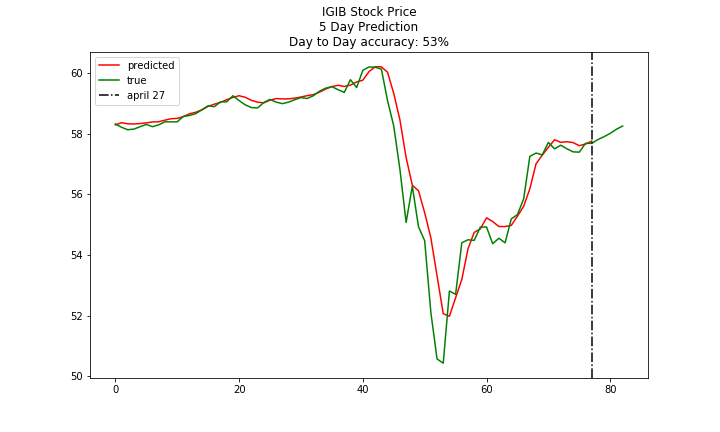 IGIB Stock Price
5 Day Prediction
Day to Day accuracy: 53%
predicted
true
april 27
60
58
56
54
52
50
0
20
40
60
80